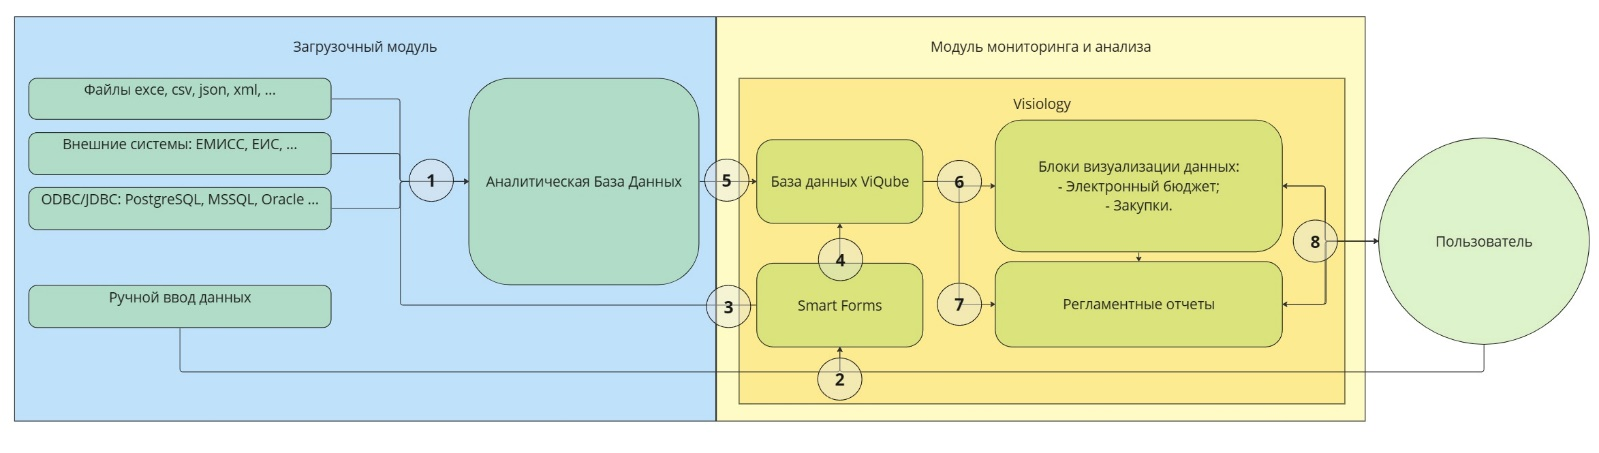 Загрузочный модуль
Файлы exce, csv, json, xml, ...
Внешние системы: ЕМИСС, ЕИС, ...
ODBC/JDBC: PostgreSQL, MSSQL, Oracle ...
Ручной ввод данных
1
Аналитическая База Данных
Модуль мониторинга и анализа
Visiology
5
База данных ViQube
6
Блоки визуализации данных:
- Электронный бюджет;
- Закупки.
4
3
Smart Forms
7
Регламентные отчеты
2
8
Пользователь